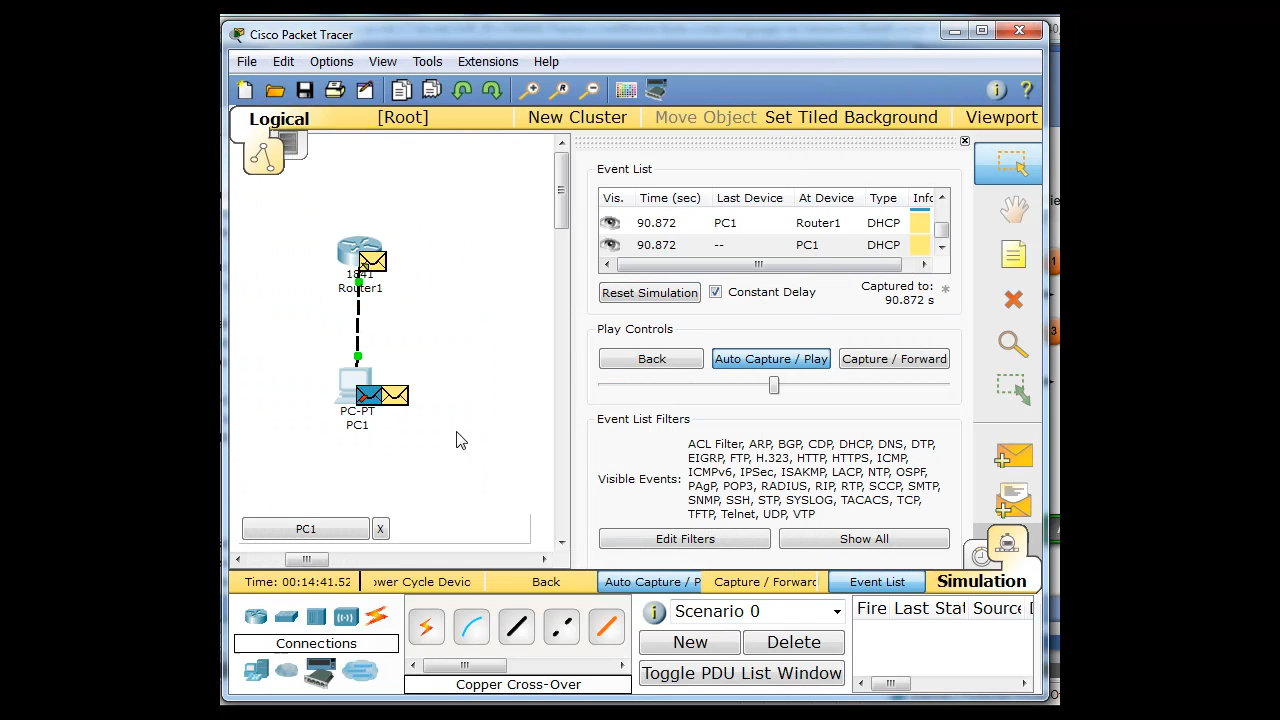 Cisco Packet Tracer
File Edit Options View Tools Extensions Help
Logical [Root] New Cluster Move Object Set Tiled Background Viewport
Event List
Vis. Time (sec) Last Device At Device Type Info
90.872 PC1 Router1 DHCP
90.872 -- PC1 DHCP
Reset Simulation Constant Delay Captured to: 90.872 s *
Play Controls
Back Auto Capture / Play Capture / Forward
Event List Filters
Visible Events:
ACL Filter, ARP, BGP, CDP, DHCP, DNS, DTP,
EIGRP, FTP, H.323, HTTP, HTTPS, ICMP,
ICMPv6, IPSec, ISAKMP, LACP, NTP, OSPF,
PAgP, POP3, RADIUS, RIP, RTP, SCCP, SMTP,
SNMP, SSH, STP, SYSLOG, TACACS, TCP,
TFTP, Telnet, UDP, VTP
Edit Filters Show All
1841
Router1
PC-PT
PC1
PC1 X
Time: 00:14:41.52 ower Cycle Devic Back Auto Capture / P Capture / Forward Event List Simulation
Connections
Copper Cross-Over
Scenario 0
New Delete
Toggle PDU List Window
Fire Last Stat Source